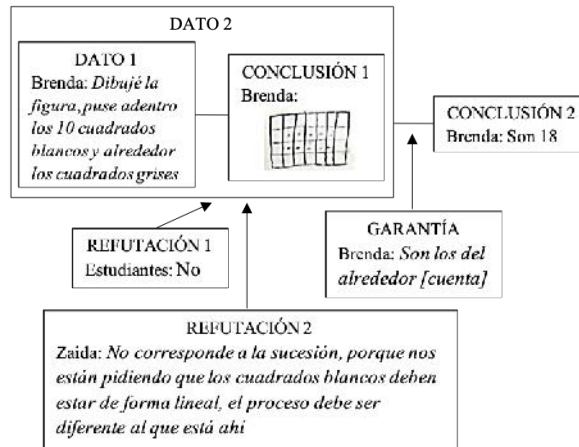 DATO 2
DATO 1
Brenda: Dibujé la
figura, puse adentro
los 10 cuadrados
blancos y alrededor
los cuadrados grises
CONCLUSIÓN 1
Brenda:
CONCLUSIÓN 2
Brenda: Son 18
REFUTACIÓN 1
Estudiantes: No
GARANTÍA
Brenda: Son los del
alrededor [cuenta]
REFUTACIÓN 2
Zaida: No corresponde a la sucesión, porque nos
están pidiendo que los cuadrados blancos deben
estar de forma lineal, el proceso debe ser
diferente al que está ahí